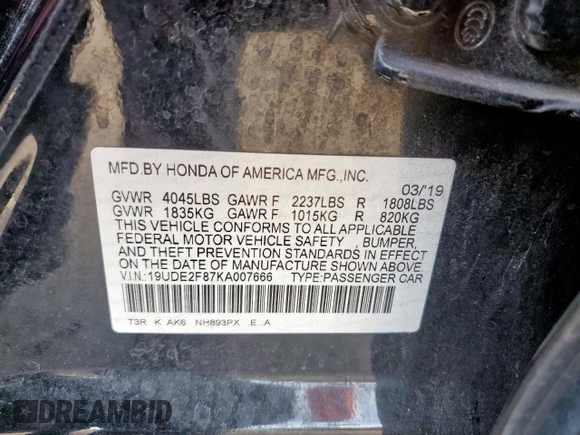 MFD.BY HONDA OF AMERICA MFG.,INC.
03/'19
GVWR 4045LBS GAWR F 2237LBS R 1808LBS
GVWR 1835KG GAWR F 1015KG R 820KG
THIS VEHICLE CONFORMS TO ALL APPLICABLE
FEDERAL MOTOR VEHICLE SAFETY , BUMPER,
AND THEFT PREVENTION STANDARDS IN EFFECT
ON THE DATE OF MANUFACTURE SHOWN ABOVE
V.I.N.:19UDE2F87KA007666 TYPE:PASSENGER CAR
T3R K AK6 NH893PX .E .A
DREAMBID